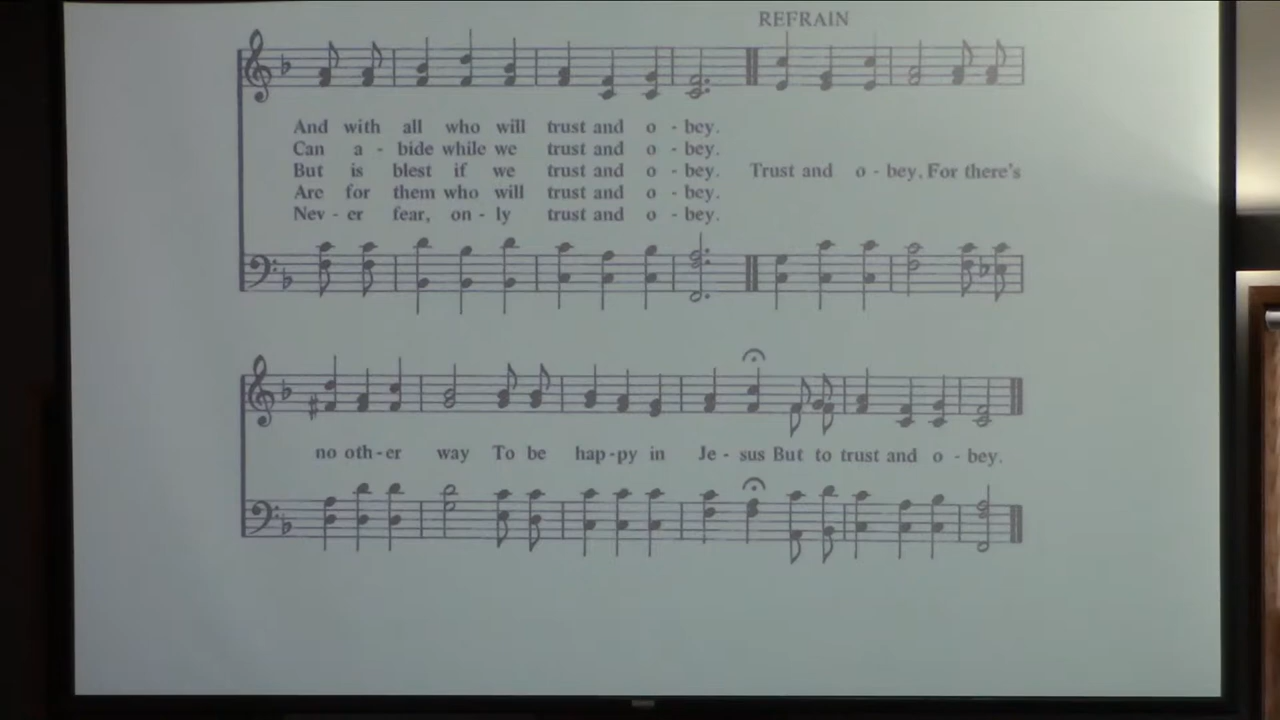 REFRAIN
And with all who will trust and o - bey.
Can a - bide while we trust and o - bey.
But is blest if we trust and o - bey. Trust and o - bey, For there's
Are for them who will trust and o - bey.
Nev - er fear, on - ly trust and o - bey.
no oth - er way To be hap - py in Je - sus But to trust and o - bey.